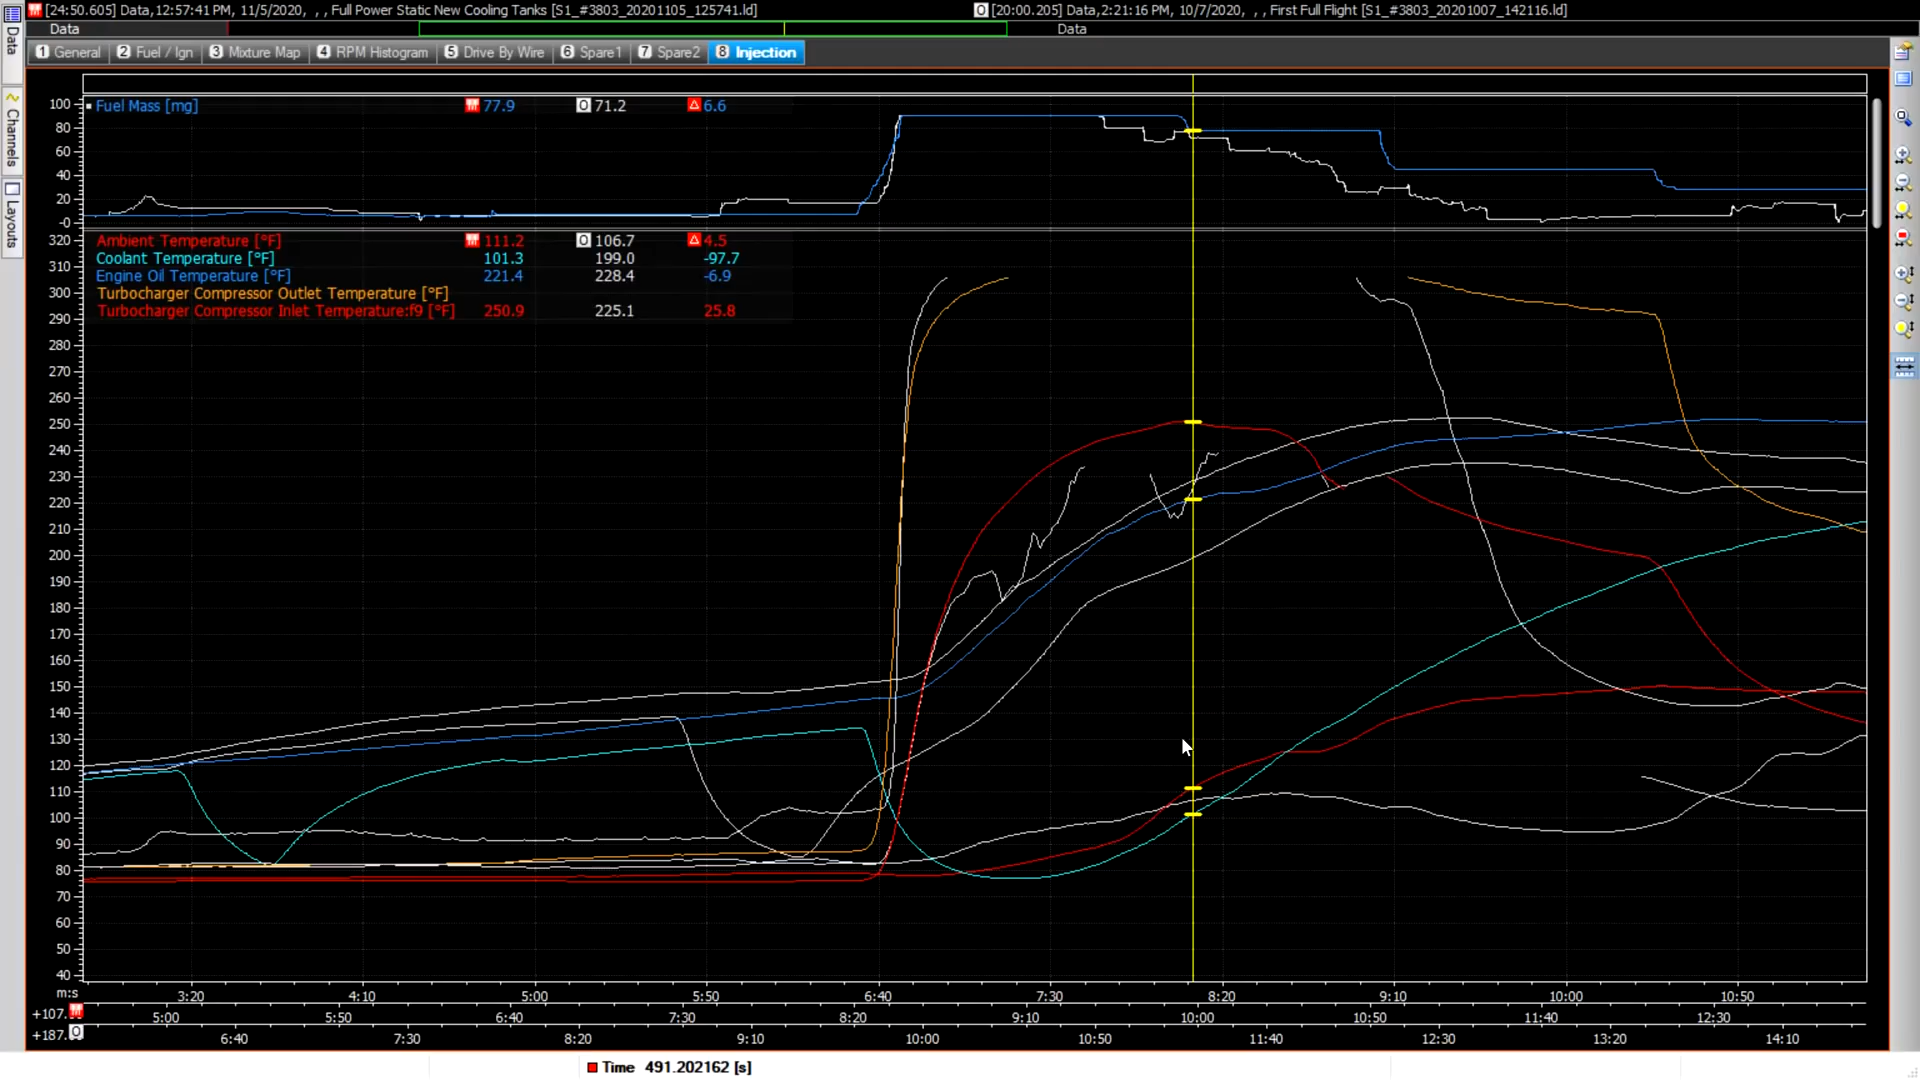 [24:50.605] Data,12:57:41 PM, 11/5/2020, , , Full Power Static New Cooling Tanks [S1_#3803_20201105_125741.ld]
O [20:00.205] Data,2:21:16 PM, 10/7/2020, , , First Full Flight [S1_#3803_20201007_142116.ld]
Data Data
1 General 2 Fuel / Ign 3 Mixture Map 4 RPM Histogram 5 Drive By Wire 6 Spare1 7 Spare2 8 Injection
Data
Channels
Layouts
Fuel Mass [mg] 77.9 O 71.2 Δ 6.6
100
80
60
40
20
-0
Ambient Temperature [°F] 111.2 O 106.7 Δ 4.5
Coolant Temperature [°F] 101.3 199.0 -97.7
Engine Oil Temperature [°F] 221.4 228.4 -6.9
Turbocharger Compressor Outlet Temperature [°F]
Turbocharger Compressor Inlet Temperature:f9 [°F] 250.9 225.1 25.8
320
310
300
290
280
270
260
250
240
230
220
210
200
190
180
170
160
150
140
130
120
110
100
90
80
70
60
50
40
m:s 3:20 4:10 5:00 5:50 6:40 7:30 8:20 9:10 10:00 10:50
+107. 5:00 5:50 6:40 7:30 8:20 9:10 10:00 10:50 11:40 12:30
+187. O 6:40 7:30 8:20 9:10 10:00 10:50 11:40 12:30 13:20 14:10
Time 491.202162 [s]